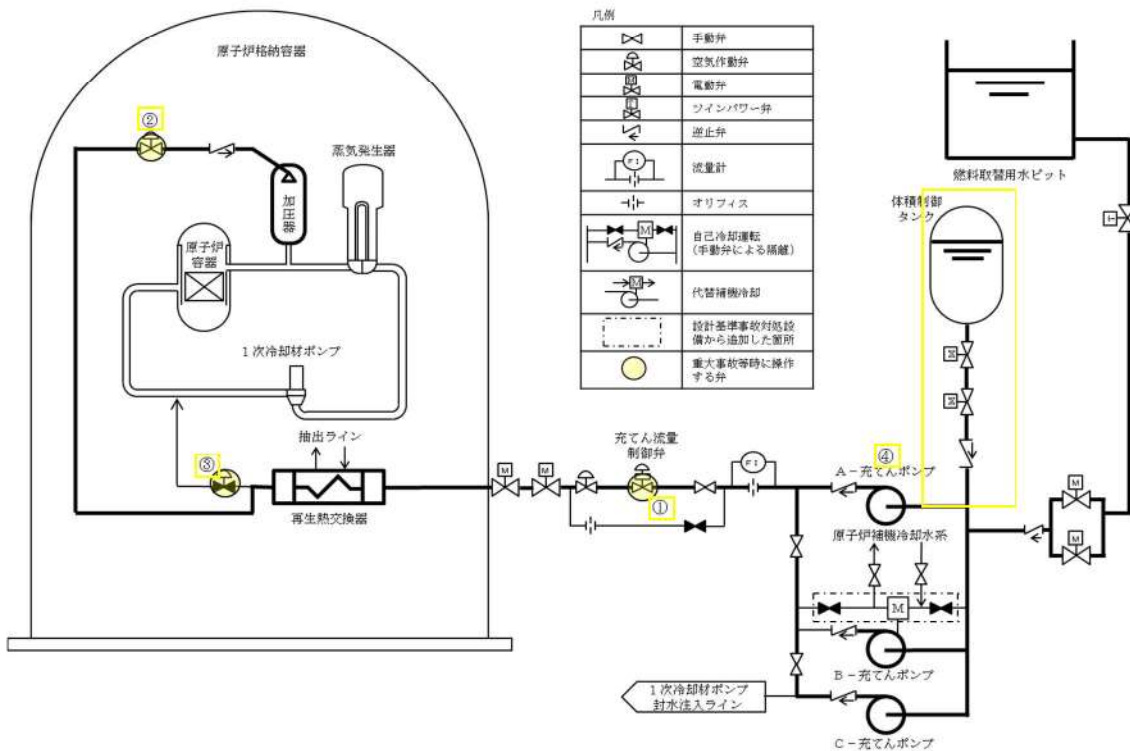 原子炉格納容器
②
蒸気発生器
加圧器
原子炉
容器
1次冷却材ポンプ
抽出ライン
③
再生熱交換器
凡例
手動弁
空気作動弁
M
電動弁
ツインパワー弁
逆止弁
FI
流量計
オリフィス
M
自己冷却運転
(手動弁による隔離)
M
代替補機冷却
設計基準事故対処設
備から追加した箇所
重大事故等時に操作
する弁
燃料取替用水ピット
体積制御
タンク
T
M
M
充てん流量
制御弁
M
M
①
FI
④
A-充てんポンプ
M
M
原子炉補機冷却水系
M
B-充てんポンプ
1次冷却材ポンプ
封水注入ライン
C-充てんポンプ